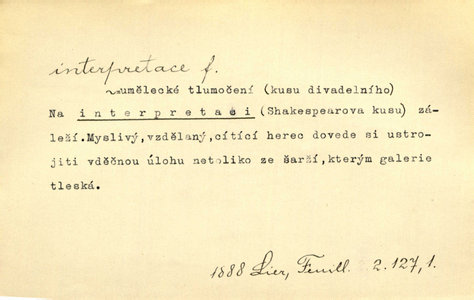 interpretace f.
umělecké tlumočení (kusu divadelního)
Na interpretaci (Shakespearova kusu) zá-
leží. Myslivý, vzdělaný, cítící herec dovede si ustro-
jiti vděčnou úlohu netoliko ze šarží, kterým galerie
tleská.
1888 Lier, Feuill. 2.127,1.